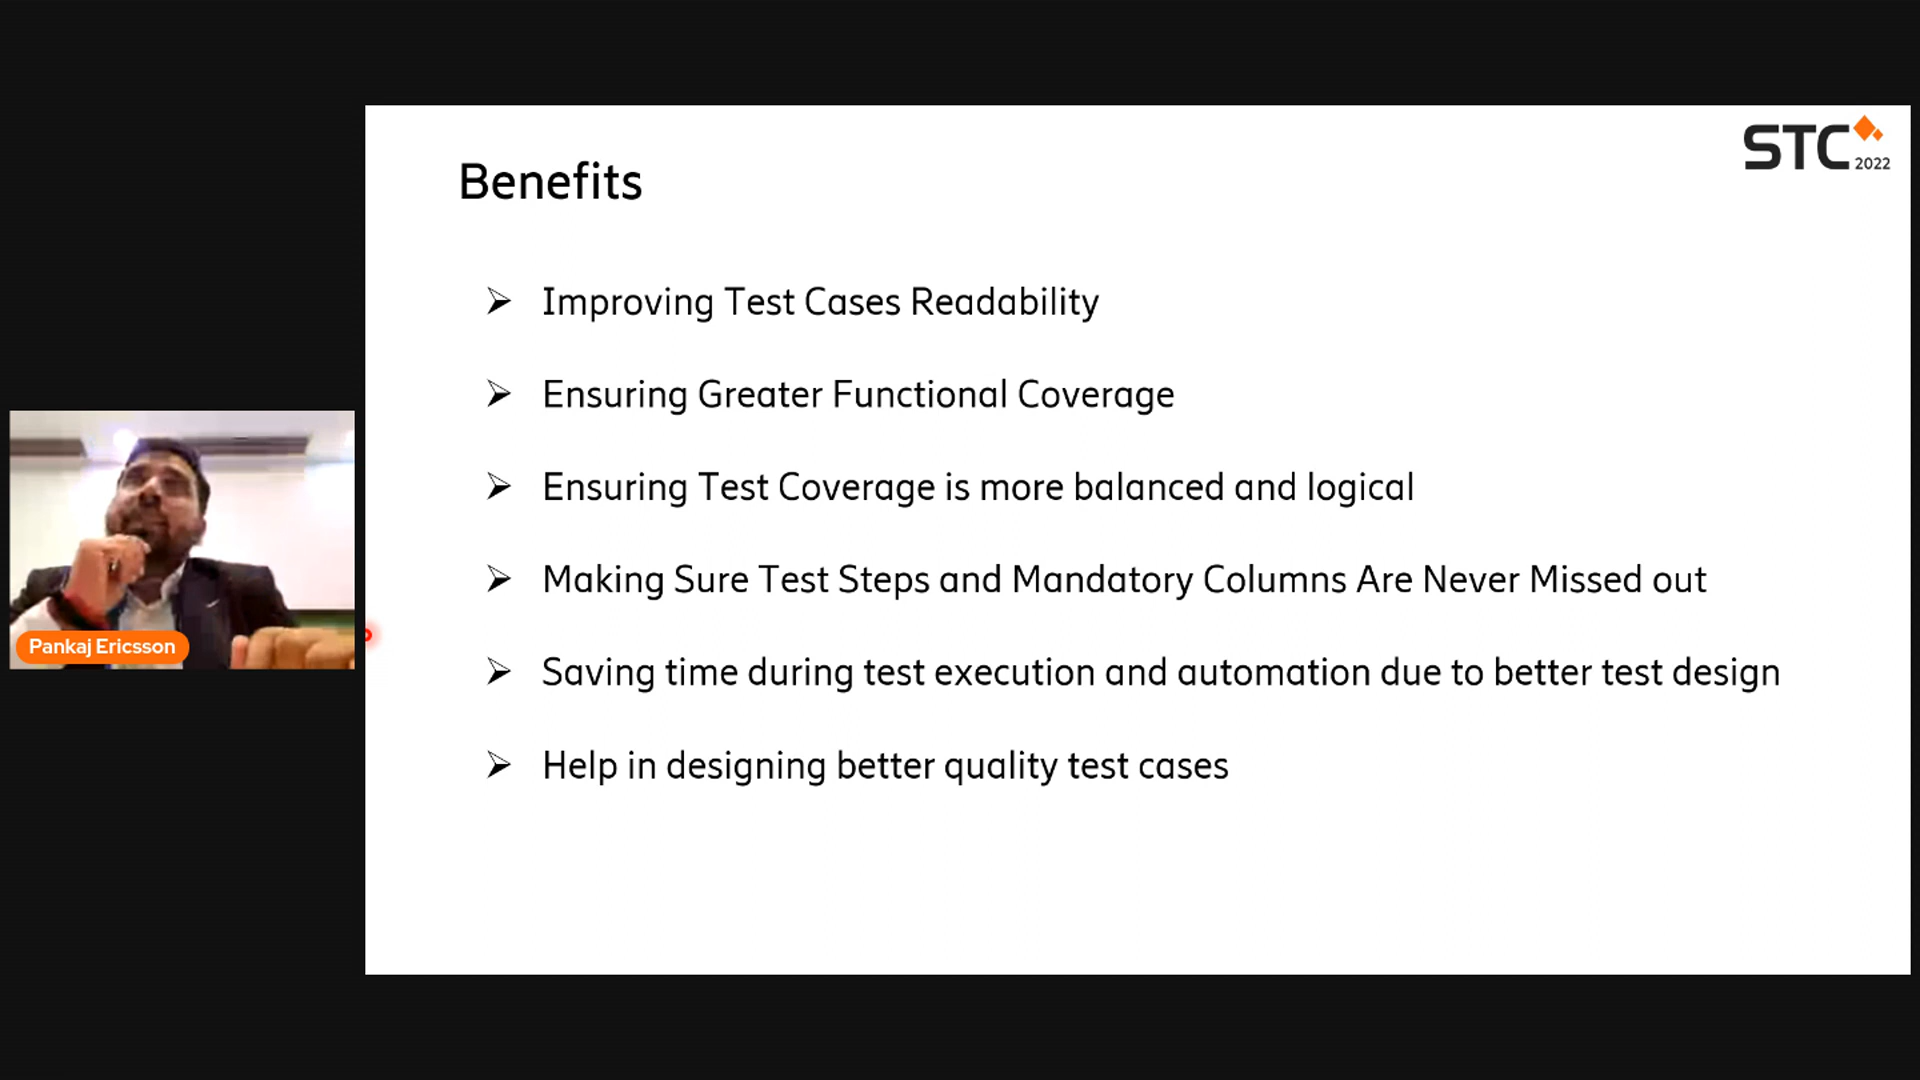 STC 2022
Benefits
Improving Test Cases Readability
Ensuring Greater Functional Coverage
Ensuring Test Coverage is more balanced and logical
Making Sure Test Steps and Mandatory Columns Are Never Missed out
Saving time during test execution and automation due to better test design
Help in designing better quality test cases
Pankaj Ericsson